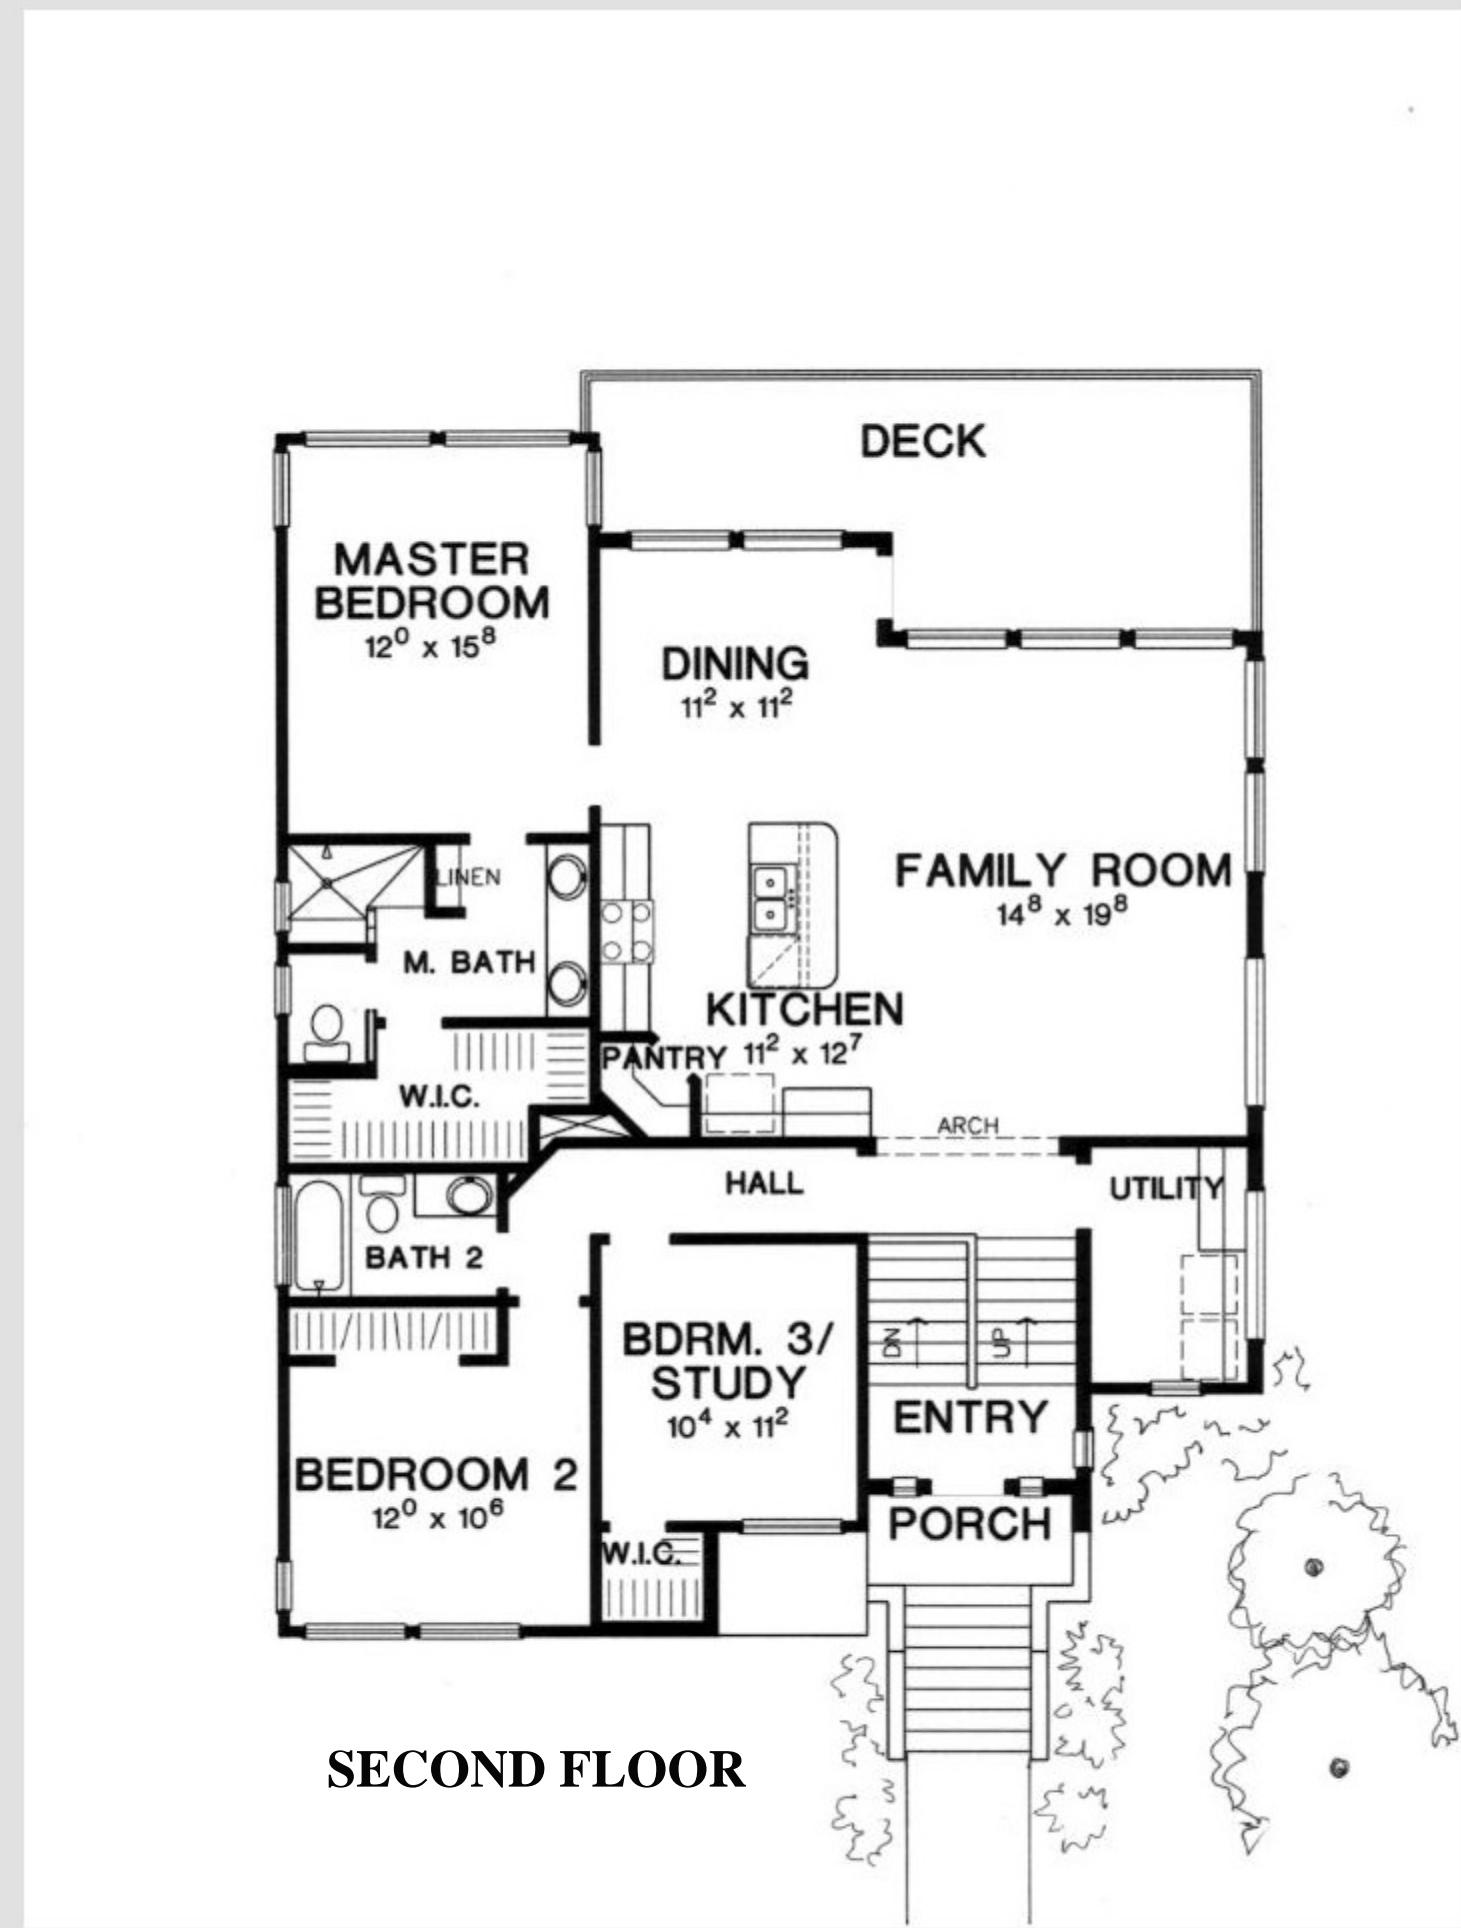 DECK
MASTER
BEDROOM
12⁰ x 15⁸
DINING
11² x 11²
FAMILY ROOM
14⁸ x 19⁸
LINEN
M. BATH
KITCHEN
11² x 12⁷
PANTRY
W.I.C.
ARCH
HALL
UTILITY
BATH 2
BDRM. 3/
STUDY
10⁴ x 11²
DN
UP
ENTRY
BEDROOM 2
12⁰ x 10⁶
PORCH
W.I.C.
SECOND FLOOR